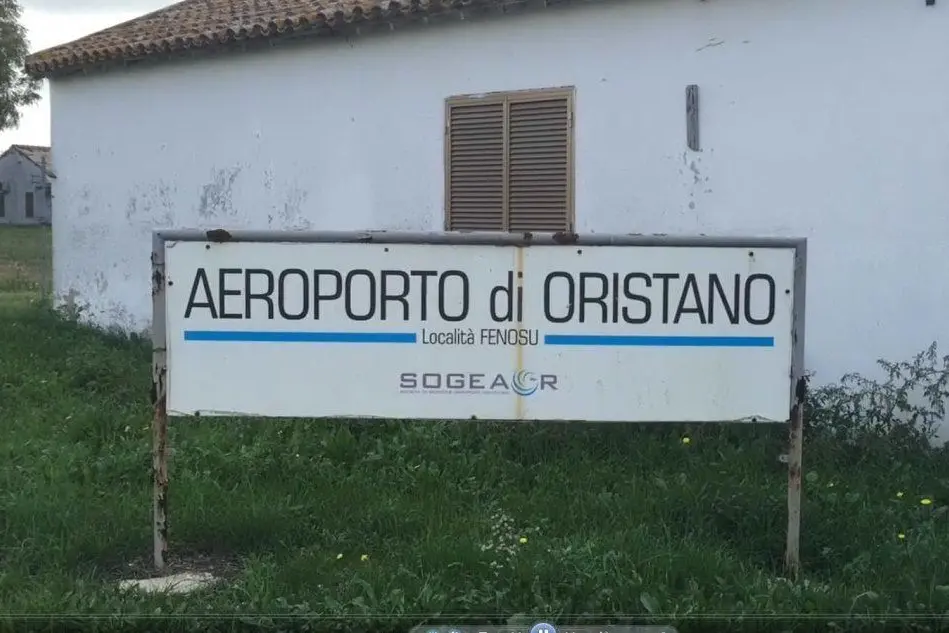 AEROPORTO di ORISTANO
Località FENOSU
SOGEAOR